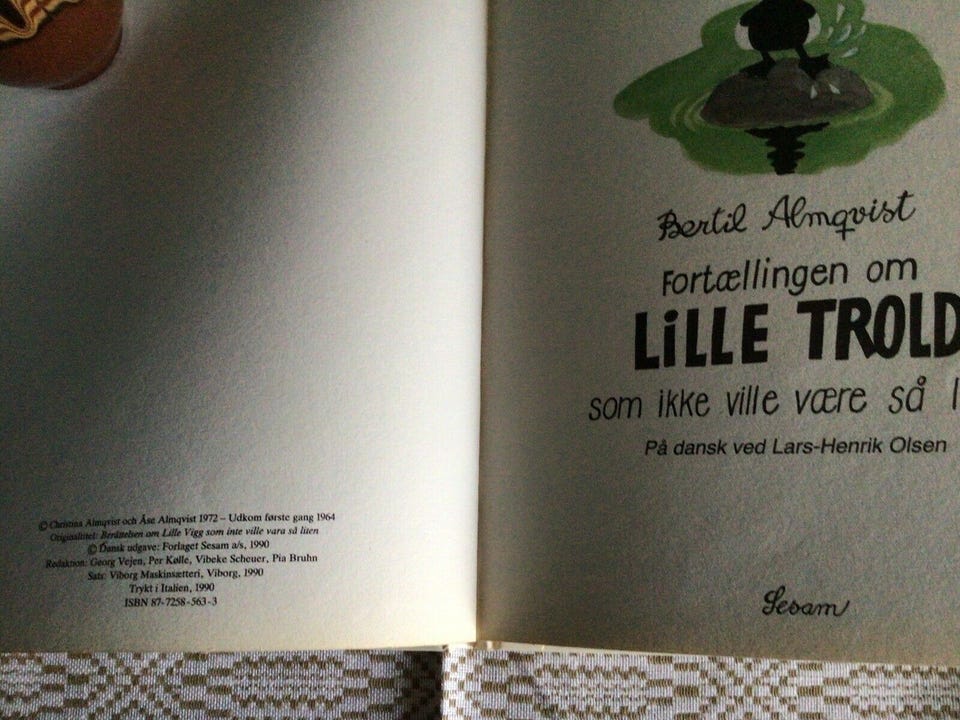 © Christina Almqvist och Åse Almqvist 1972 – Udkom første gang 1964
Originaltitel: Berättelsen om Lille Vigg som inte ville vara så liten
© Dansk udgave: Forlaget Sesam a/s, 1990
Redaktion: Georg Vejen, Per Kølle, Vibeke Scheuer, Pia Bruhn
Sats: Viborg Maskinsætteri, Viborg, 1990
Trykt i Italien, 1990
ISBN 87-7258-563-3
Bertil Almqvist
Fortællingen om
LiLLE TROLD
som ikke ville være så l
På dansk ved Lars-Henrik Olsen
Sesam